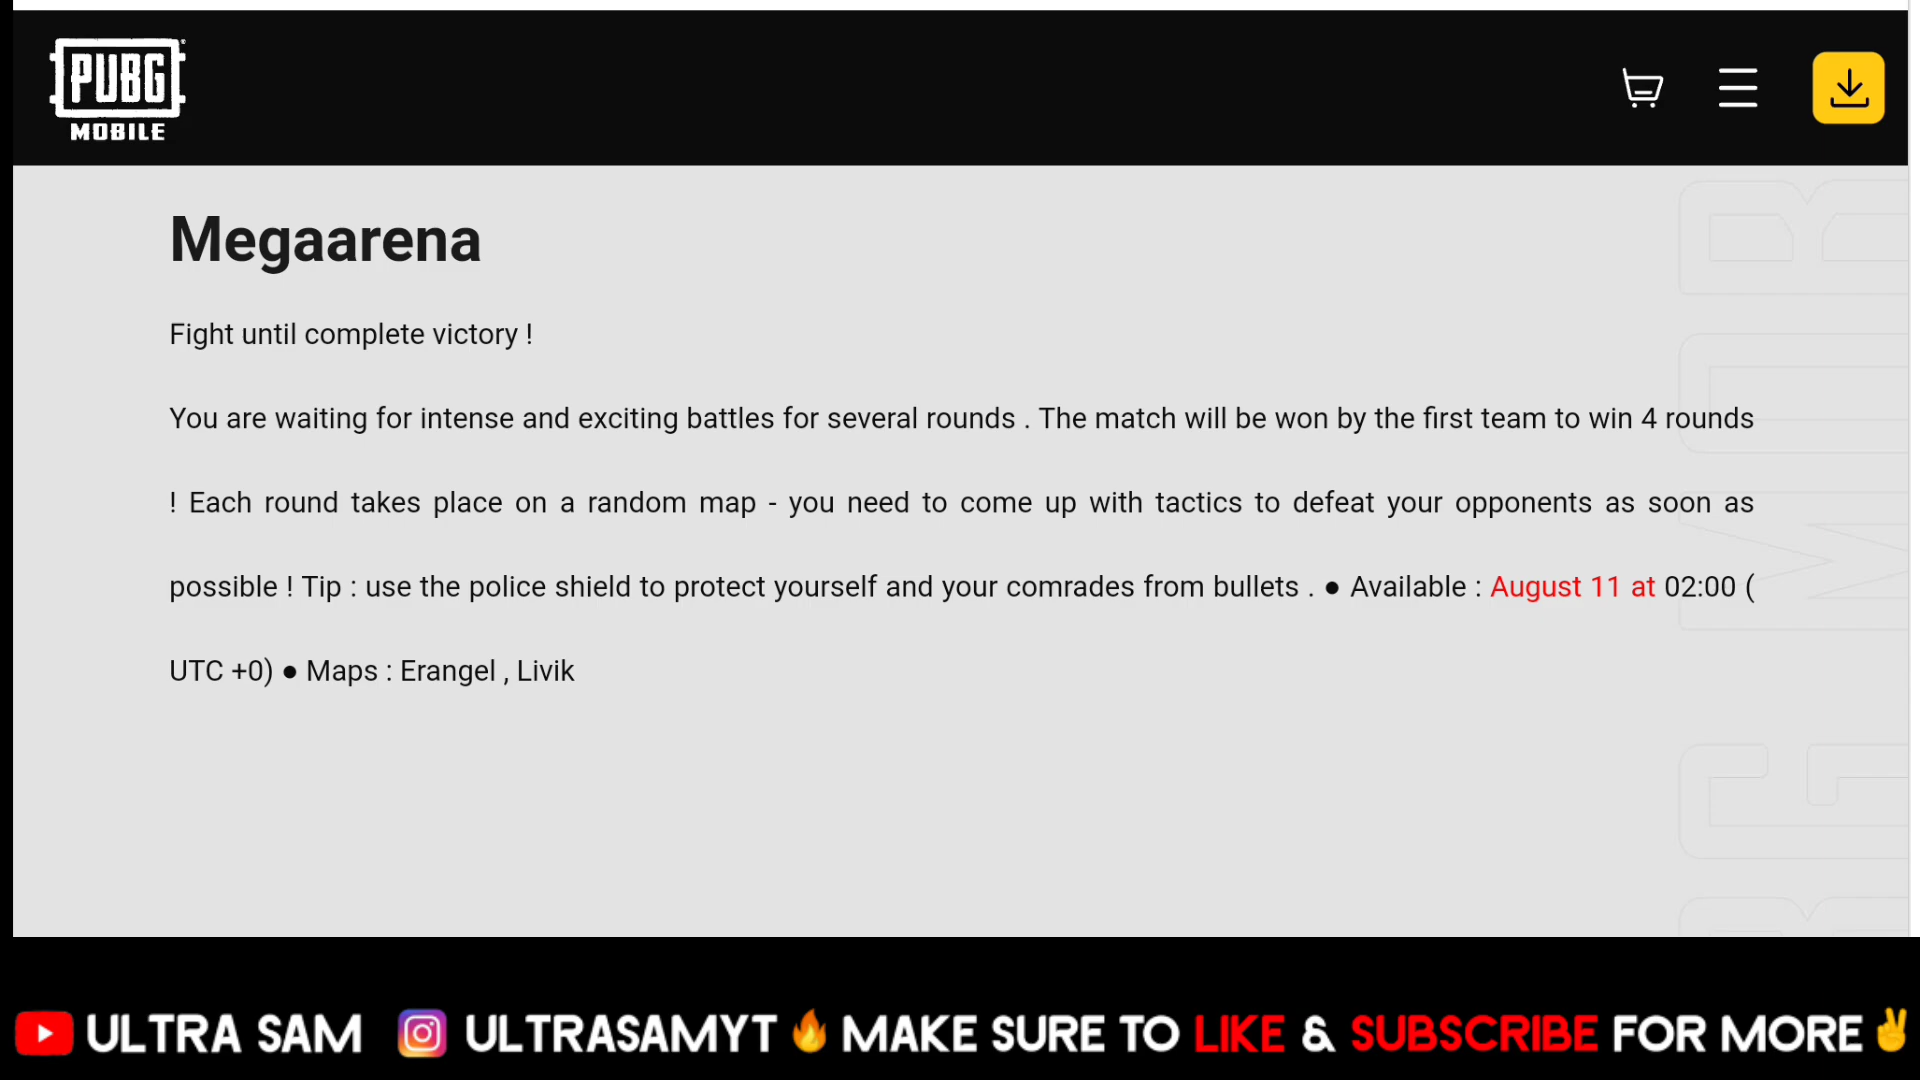 PUBG
MOBILE
Megaarena
Fight until complete victory !
You are waiting for intense and exciting battles for several rounds . The match will be won by the first team to win 4 rounds
! Each round takes place on a random map - you need to come up with tactics to defeat your opponents as soon as
possible ! Tip : use the police shield to protect yourself and your comrades from bullets . ● Available : August 11 at 02:00 (
UTC +0) ● Maps : Erangel , Livik
ULTRA SAM ULTRASAMYT🔥MAKE SURE TO LIKE & SUBSCRIBE FOR MORE✌